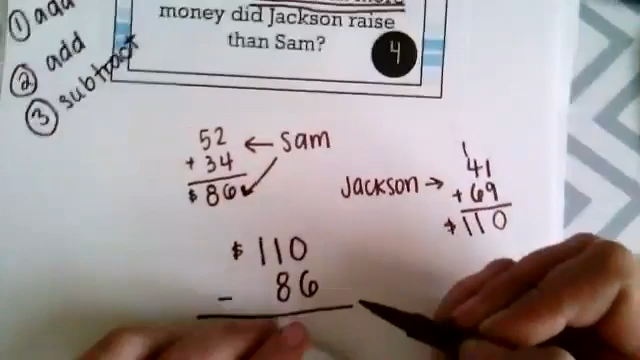 ① add
② add
③ subtract
money did Jackson raise
than Sam?
4
52 ← Sam
+ 34
$86
Jackson →
1
41
+ 69
$110
$110
- 86